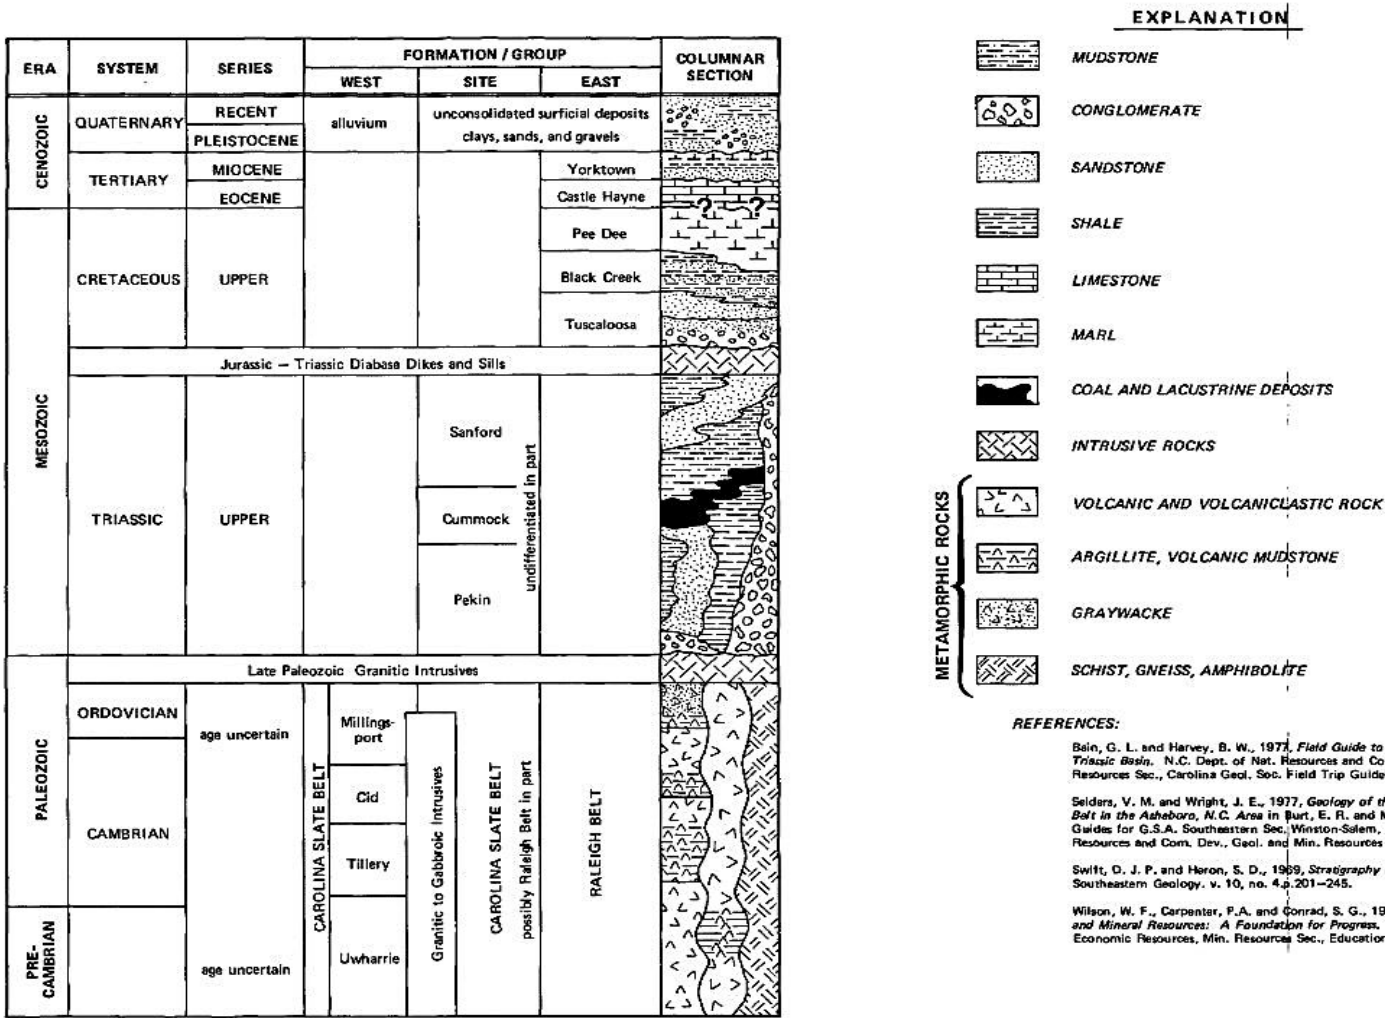 EXPLANATION
ERA
SYSTEM
SERIES
FORMATION / GROUP
WEST
SITE
EAST
COLUMNAR
SECTION
CENOZOIC
QUATERNARY
RECENT
PLEISTOCENE
alluvium
unconsolidated surficial deposits
clays, sands, and gravels
TERTIARY
MIOCENE
EOCENE
Yorktown
Castle Hayne
? ?
MESOZOIC
CRETACEOUS
UPPER
Pee Dee
Black Creek
Tuscaloosa
Jurassic — Triassic Diabase Dikes and Sills
TRIASSIC
UPPER
Sanford
Cummock
Pekin
undifferentiated in part
Late Paleozoic Granitic Intrusives
PALEOZOIC
ORDOVICIAN
age uncertain
CAMBRIAN
CAROLINA SLATE BELT
Millings-
port
Cid
Tillery
Uwharrie
Granitic to Gabbroic Intrusives
CAROLINA SLATE BELT
possibly Raleigh Belt in part
RALEIGH BELT
PRE-
CAMBRIAN
age uncertain
MUDSTONE
CONGLOMERATE
SANDSTONE
SHALE
LIMESTONE
MARL
COAL AND LACUSTRINE DEPOSITS
INTRUSIVE ROCKS
METAMORPHIC ROCKS
VOLCANIC AND VOLCANICLASTIC ROCK
ARGILLITE, VOLCANIC MUDSTONE
GRAYWACKE
SCHIST, GNEISS, AMPHIBOLITE
REFERENCES:
Bain, G. L. and Harvey, B. W., 1977, Field Guide to
Triassic Basin. N.C. Dept. of Nat. Resources and Co
Resources Sec., Carolina Geol. Soc. Field Trip Guide
Seiders, V. M. and Wright, J. E., 1977, Geology of th
Belt in the Asheboro, N.C. Area in Burt, E. R. and M
Guides for G.S.A. Southeastern Sec. Winston-Salem,
Resources and Com. Dev., Geol. and Min. Resources
Swift, D. J. P. and Heron, S. D., 1969, Stratigraphy
Southeastern Geology. v. 10, no. 4.p.201—245.
Wilson, W. F., Carpenter, P.A. and Conrad, S. G., 19
and Mineral Resources: A Foundation for Progress.
Economic Resources, Min. Resources Sec., Education